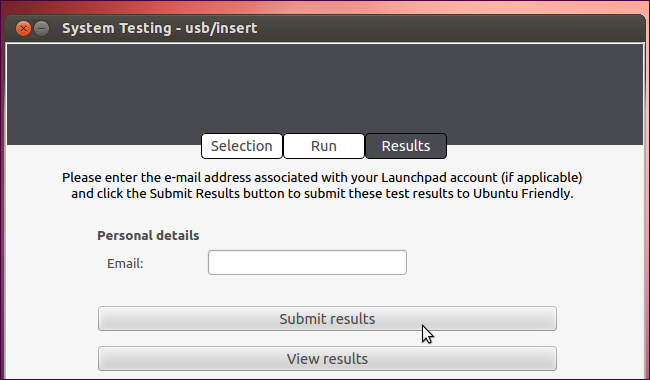 System Testing - usb/insert
Selection Run Results
Please enter the e-mail address associated with your Launchpad account (if applicable)
and click the Submit Results button to submit these test results to Ubuntu Friendly.
Personal details
Email:
Submit results
View results